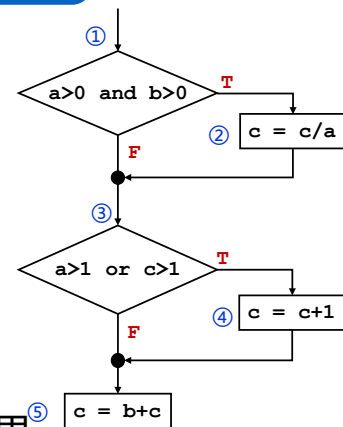 ①
a>0 and b>0
T
② c = c/a
F
③
a>1 or c>1
T
④ c = c+1
F
⑤ c = b+c